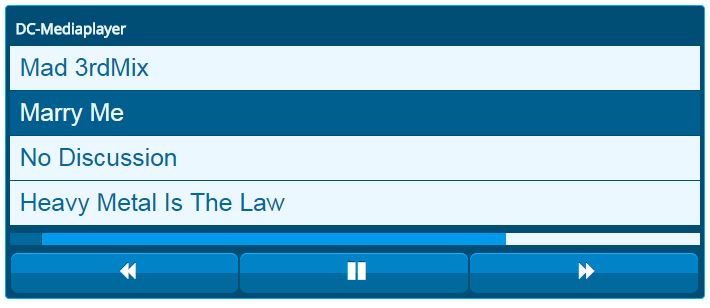 DC-Mediaplayer
Mad 3rdMix
Marry Me
No Discussion
Heavy Metal Is The Law